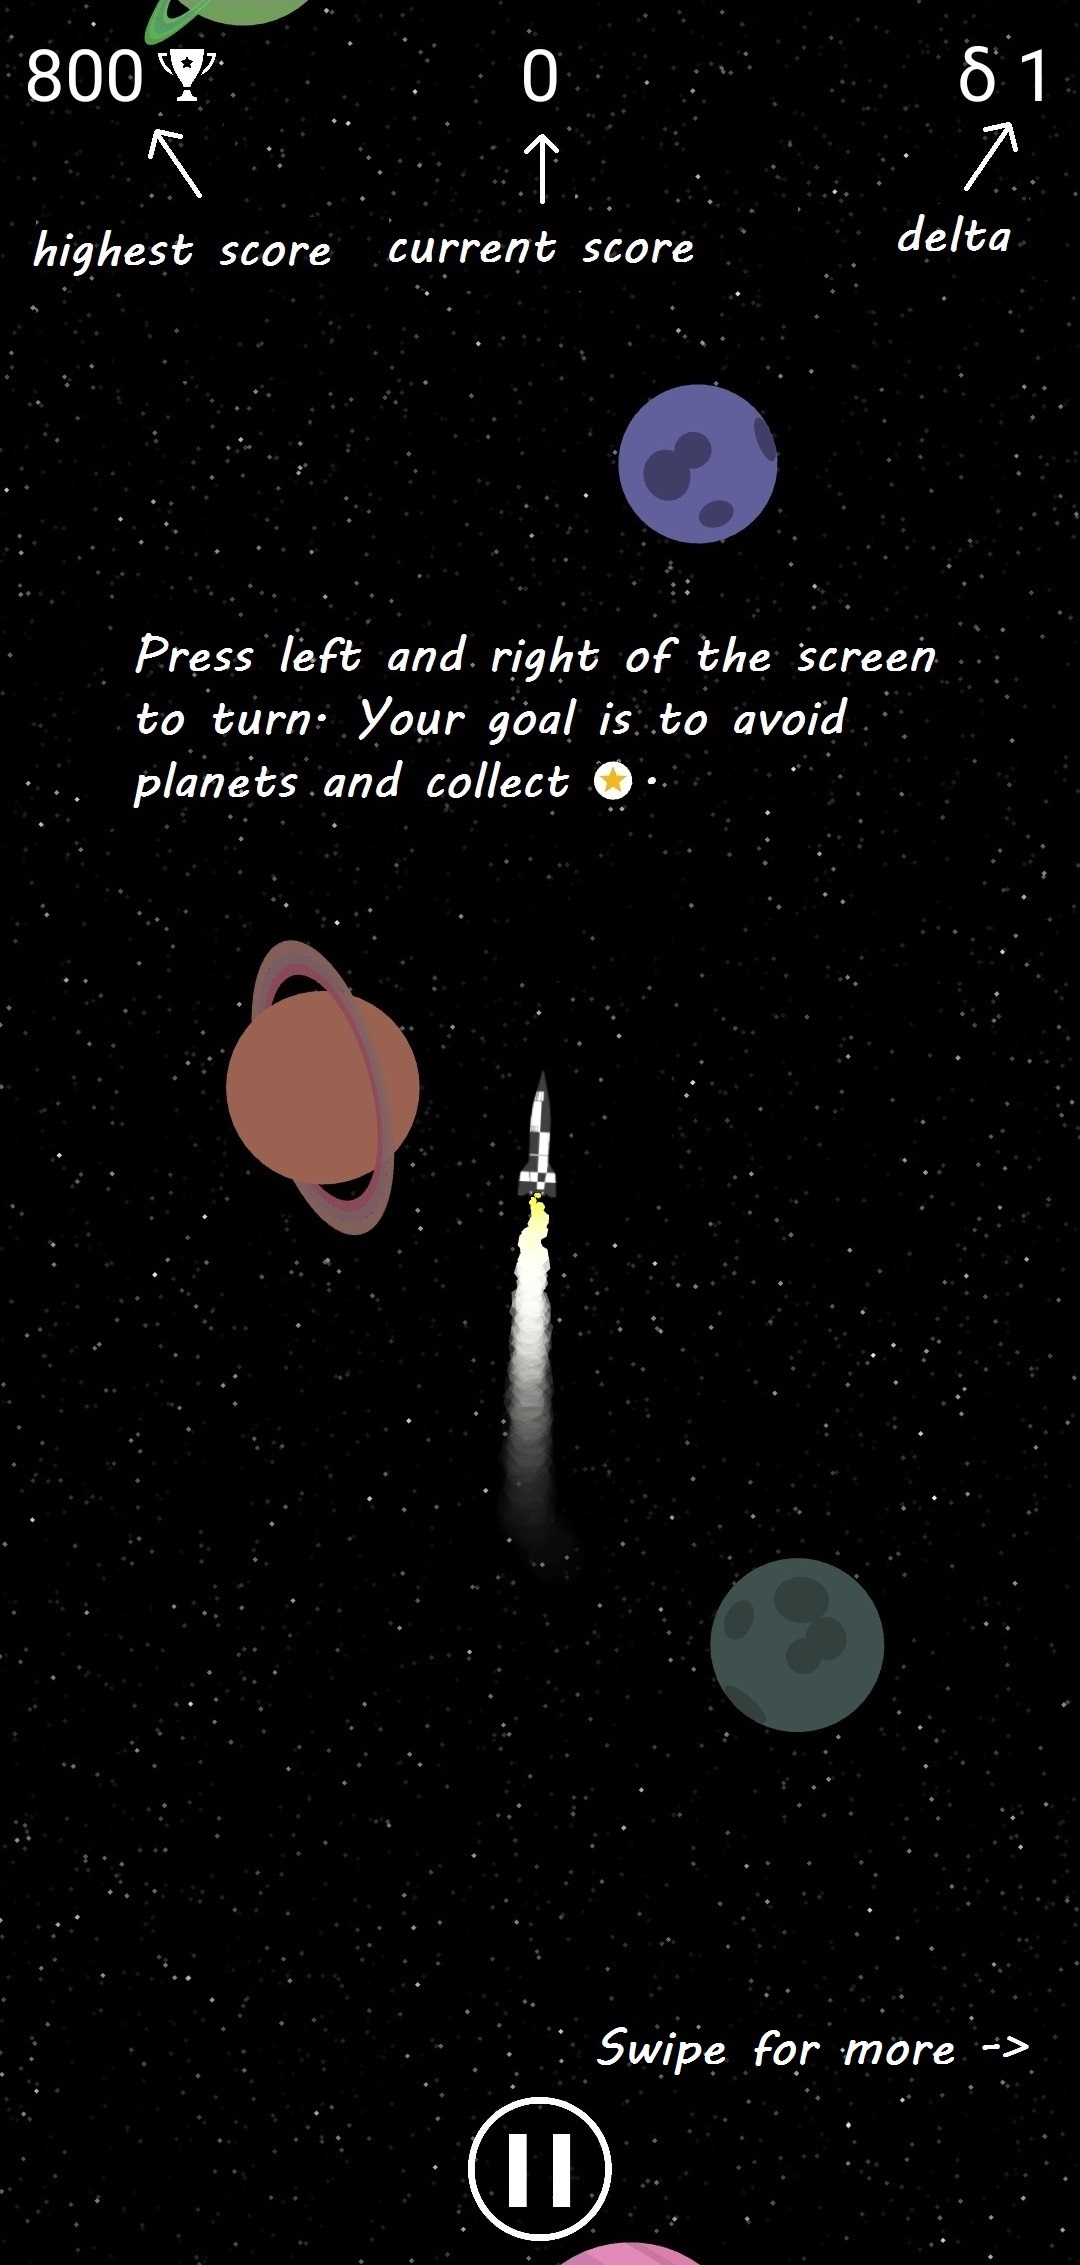 800 0 δ 1
highest score current score delta
Press left and right of the screen
to turn. Your goal is to avoid
planets and collect .
Swipe for more ->